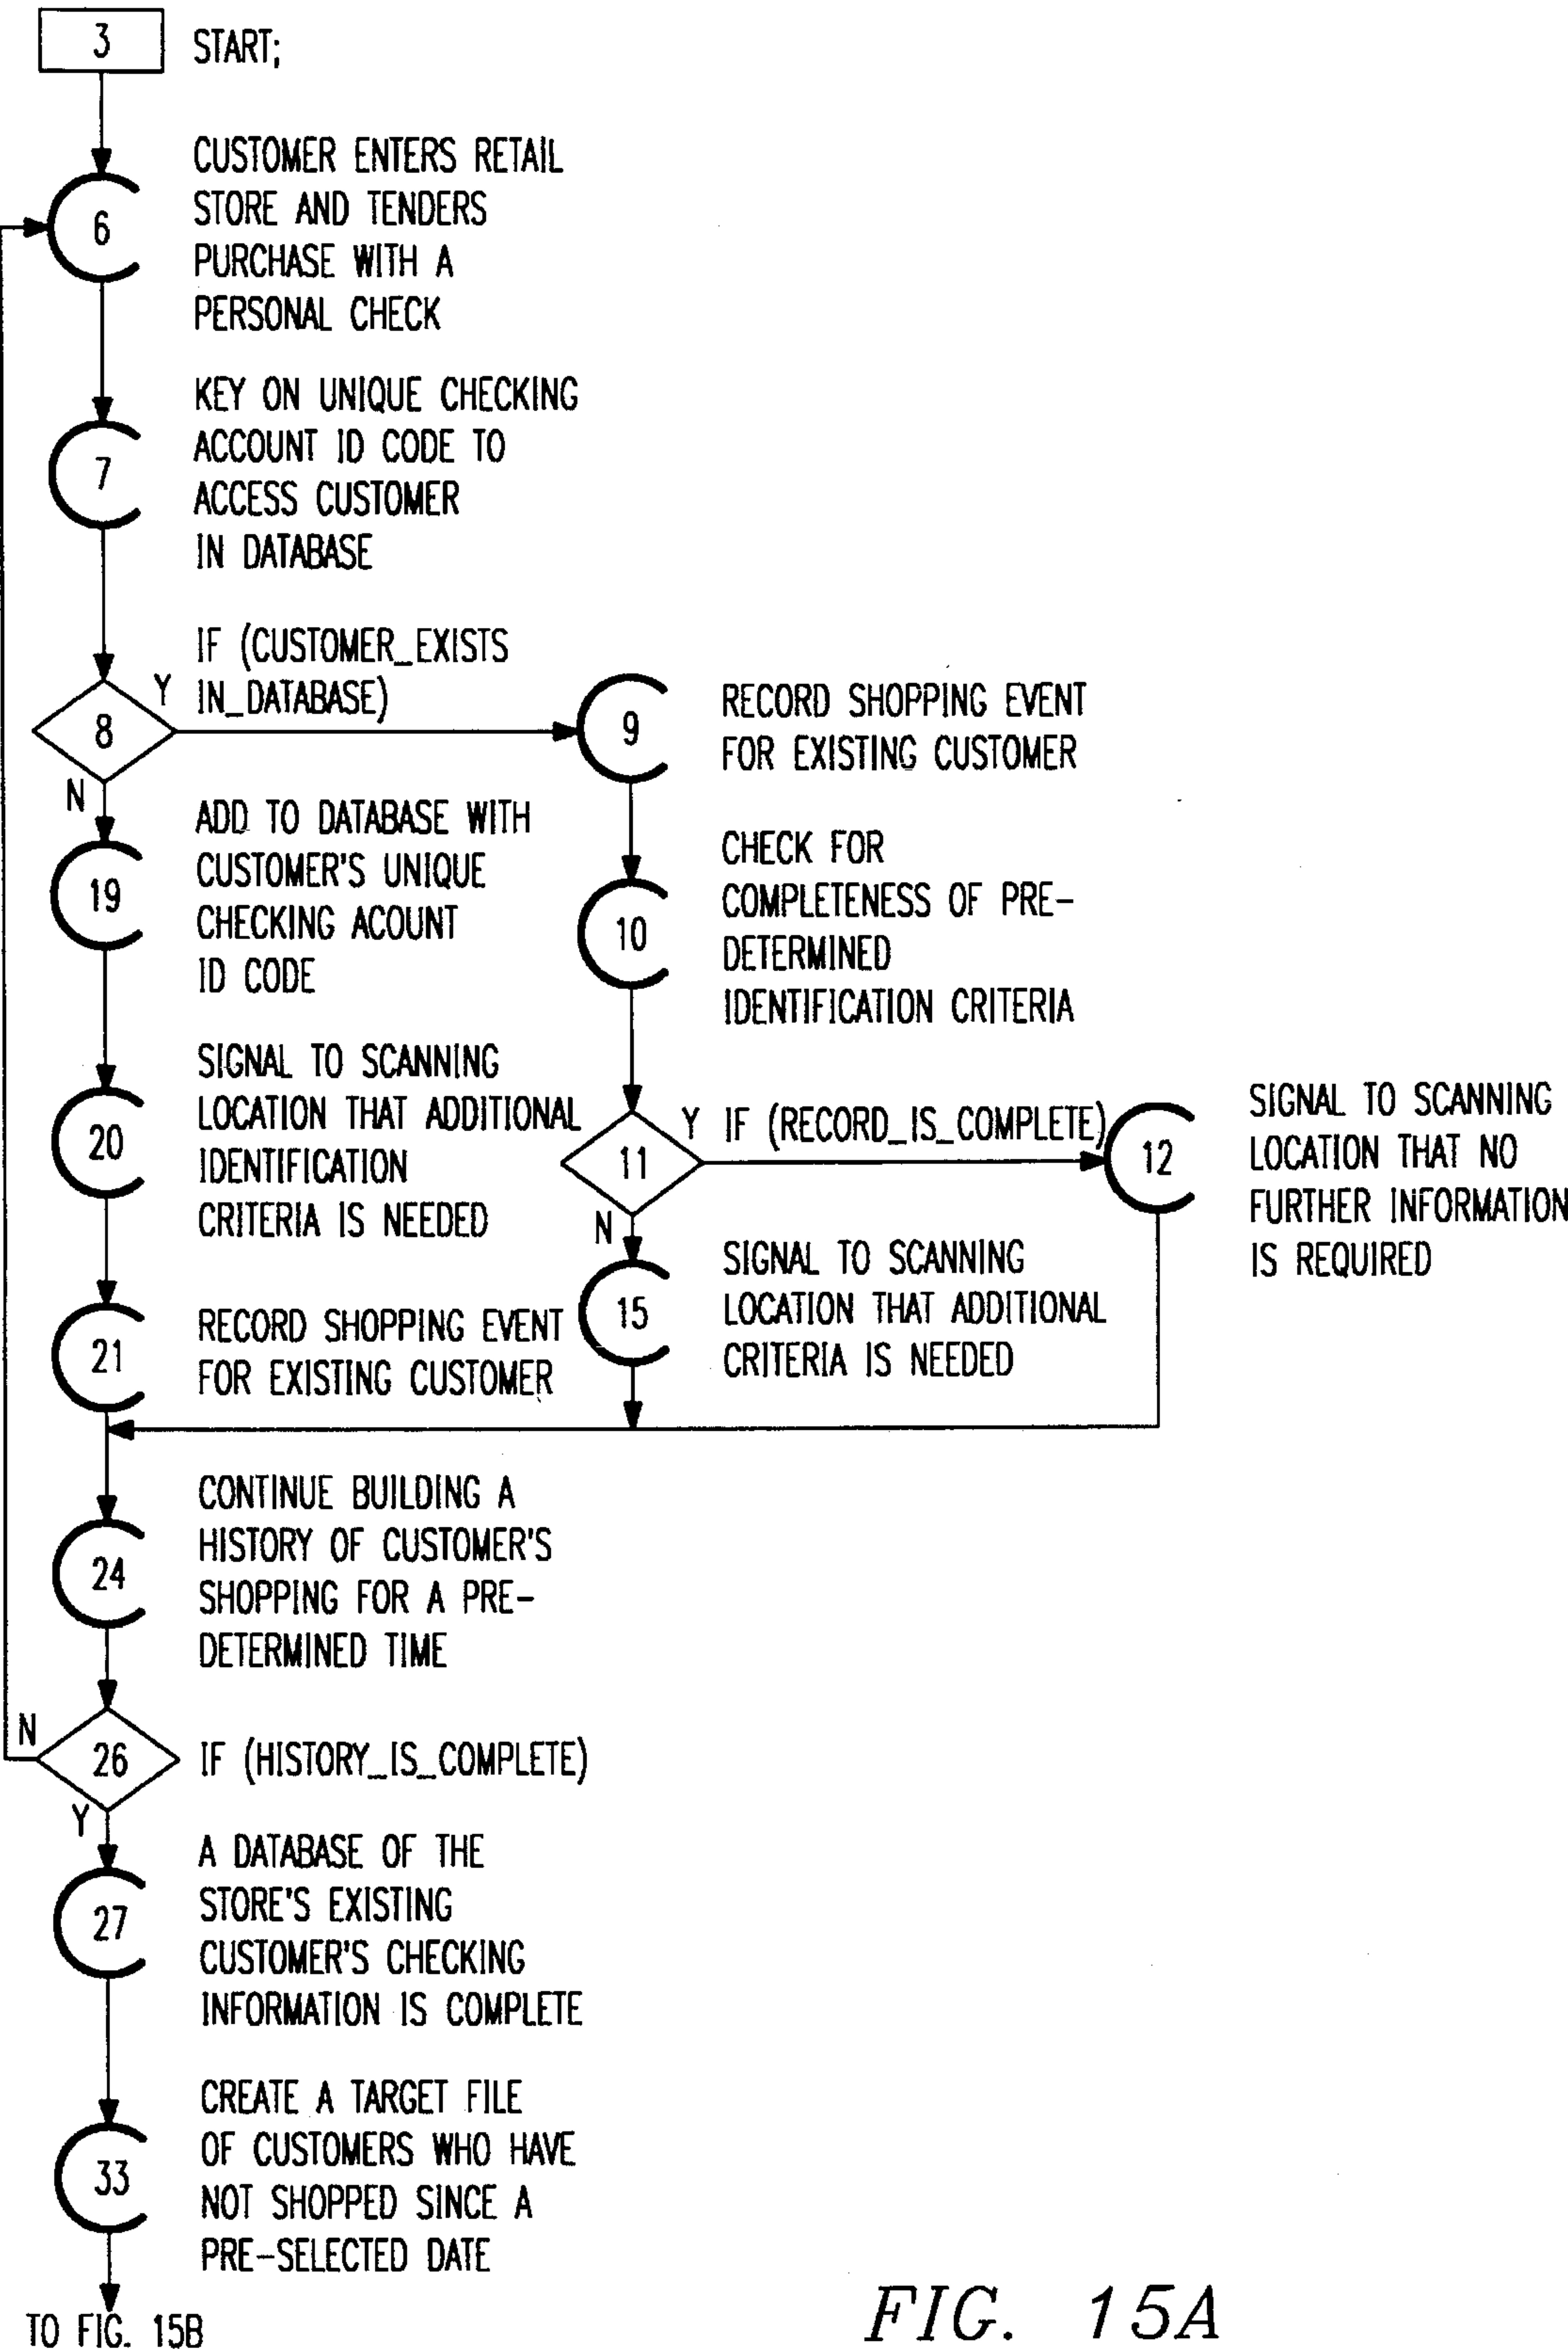 3 START;
6 CUSTOMER ENTERS RETAIL
STORE AND TENDERS
PURCHASE WITH A
PERSONAL CHECK
7 KEY ON UNIQUE CHECKING
ACCOUNT ID CODE TO
ACCESS CUSTOMER
IN DATABASE
8 IF (CUSTOMER_EXISTS
Y IN_DATABASE)
N
9 RECORD SHOPPING EVENT
FOR EXISTING CUSTOMER
10 CHECK FOR
COMPLETENESS OF PRE-
DETERMINED
IDENTIFICATION CRITERIA
11 Y IF (RECORD_IS_COMPLETE)
N
12 SIGNAL TO SCANNING
LOCATION THAT NO
FURTHER INFORMATION
IS REQUIRED
15 SIGNAL TO SCANNING
LOCATION THAT ADDITIONAL
CRITERIA IS NEEDED
19 ADD TO DATABASE WITH
CUSTOMER'S UNIQUE
CHECKING ACOUNT
ID CODE
20 SIGNAL TO SCANNING
LOCATION THAT ADDITIONAL
IDENTIFICATION
CRITERIA IS NEEDED
21 RECORD SHOPPING EVENT
FOR EXISTING CUSTOMER
24 CONTINUE BUILDING A
HISTORY OF CUSTOMER'S
SHOPPING FOR A PRE-
DETERMINED TIME
N 26 IF (HISTORY_IS_COMPLETE)
Y
27 A DATABASE OF THE
STORE'S EXISTING
CUSTOMER'S CHECKING
INFORMATION IS COMPLETE
33 CREATE A TARGET FILE
OF CUSTOMERS WHO HAVE
NOT SHOPPED SINCE A
PRE-SELECTED DATE
TO FIG. 15B
FIG. 15A